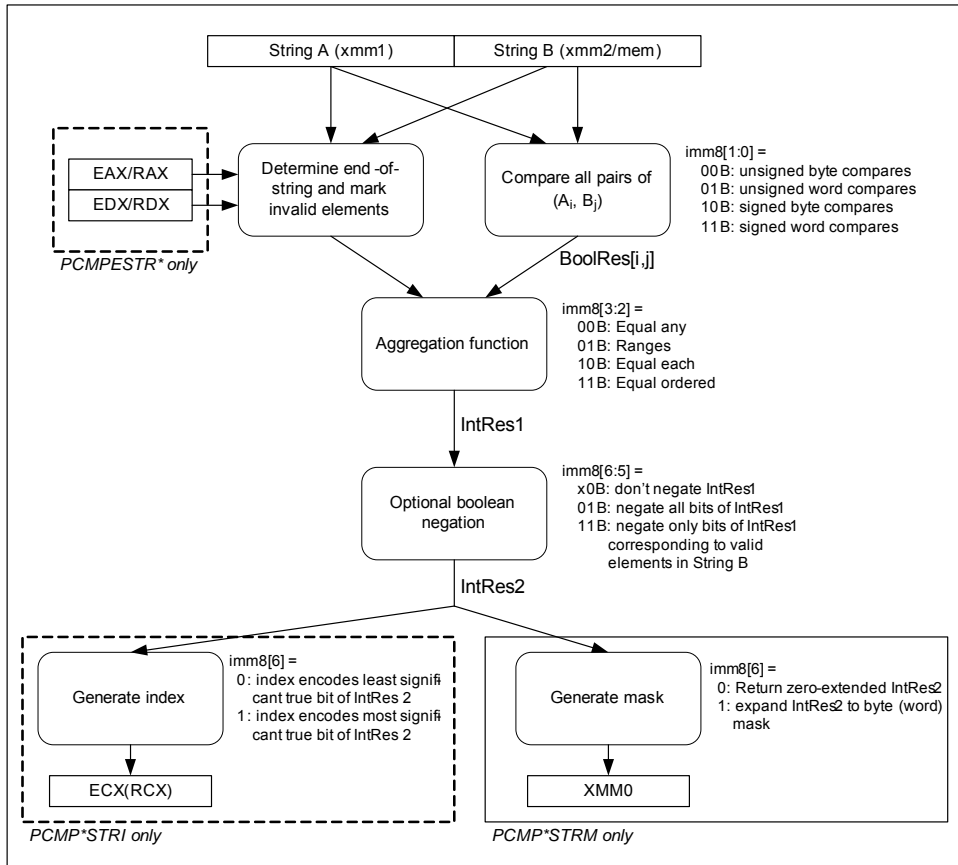 String A (xmm1)
String B (xmm2/mem)
EAX/RAX
EDX/RDX
PCMPESTR* only
Determine end -of-
string and mark
invalid elements
Compare all pairs of
(Ai, Bj)
imm8[1:0] =
00B: unsigned byte compares
01B: unsigned word compares
10B: signed byte compares
11B: signed word compares
BoolRes[i,j]
Aggregation function
imm8[3:2] =
00B: Equal any
01B: Ranges
10B: Equal each
11B: Equal ordered
IntRes1
Optional boolean
negation
imm8[6:5] =
x0B: don't negate IntRes1
01B: negate all bits of IntRes1
11B: negate only bits of IntRes1
corresponding to valid
elements in String B
IntRes2
Generate index
imm8[6] =
0: index encodes least signifi-
cant true bit of IntRes 2
1: index encodes most signifi-
cant true bit of IntRes 2
ECX(RCX)
PCMP*STRI only
Generate mask
imm8[6] =
0: Return zero-extended IntRes2
1: expand IntRes2 to byte (word)
mask
XMM0
PCMP*STRM only